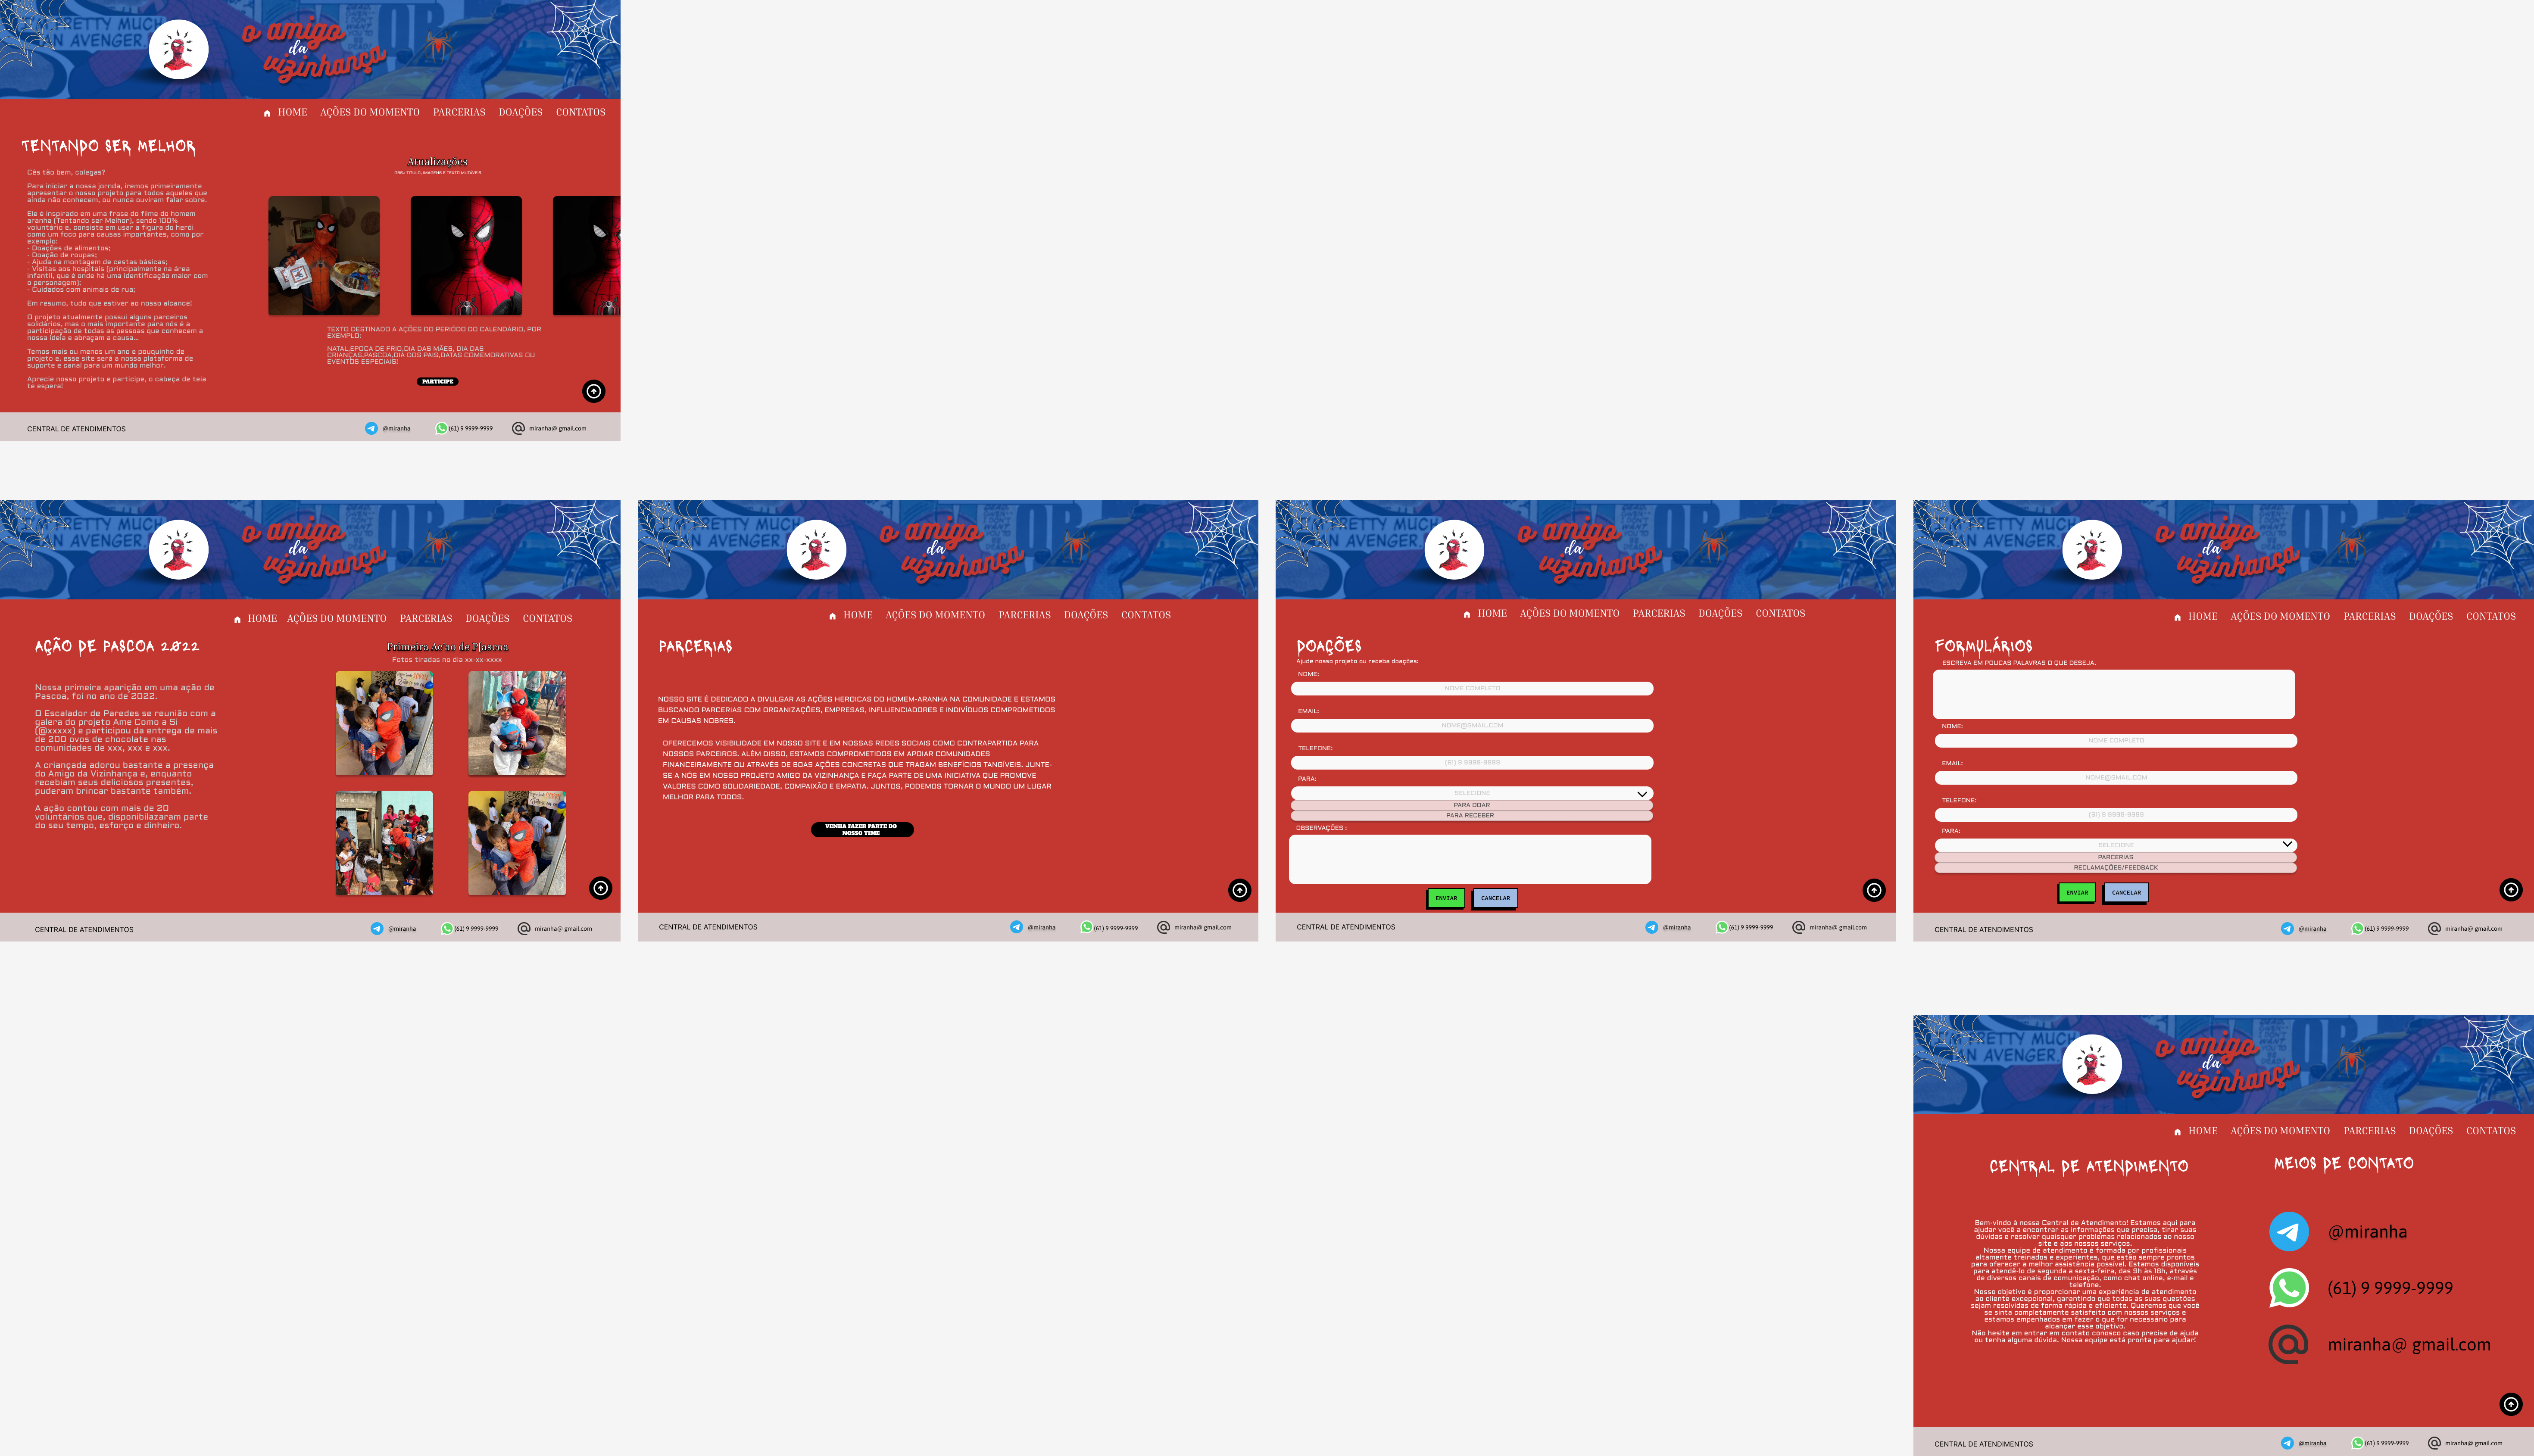 RETTY MUCH
AN AVENGER.
o amigo
da
vizinhança
HOME AÇÕES DO MOMENTO PARCERIAS DOAÇÕES CONTATOS
TENTANDO SER MELHOR
Cês tão bem, colegas?
Para iniciar a nossa jornda, iremos primeiramente
apresentar o nosso projeto para todos aqueles que
ainda não conhecem, ou nunca ouviram falar sobre.
Ele é inspirado em uma frase do filme do homem
aranha (Tentando ser Melhor), sendo 100%
voluntário e, consiste em usar a figura do herói
como um foco para causas importantes, como por
exemplo:
- Doações de alimentos;
- Doação de roupas;
- Ajuda na montagem de cestas básicas;
- Visitas aos hospitais (principalmente na área
infantil, que é onde há uma identificação maior com
o personagem);
- Cuidados com animais de rua;
Em resumo, tudo que estiver ao nosso alcance!
O projeto atualmente possui alguns parceiros
solidários, mas o mais importante para nós é a
participação de todas as pessoas que conhecem a
nossa ideia e abraçam a causa...
Temos mais ou menos um ano e pouquinho de
projeto e, esse site será a nossa plataforma de
suporte e canal para um mundo melhor.
Aprecie nosso projeto e participe, o cabeça de teia
te espera!
Atualizações
OBS.: TITULO, IMAGENS E TEXTO MUTÁVEIS
TEXTO DESTINADO A AÇÕES DO PERIÓDO DO CALENDÁRIO, POR
EXEMPLO:
NATAL,EPOCA DE FRIO,DIA DAS MÃES, DIA DAS
CRIANÇAS,PASCOA,DIA DOS PAIS,DATAS COMEMORATIVAS OU
EVENTOS ESPECIAIS!
PARTICIPE
CENTRAL DE ATENDIMENTOS @miranha (61) 9 9999-9999 miranha@ gmail.com
RETTY MUCH
AN AVENGER.
o amigo
da
vizinhança
HOME AÇÕES DO MOMENTO PARCERIAS DOAÇÕES CONTATOS
AÇÃO DE PASCOA 2022
Nossa primeira aparição em uma ação de
Pascoa, foi no ano de 2022.
O Escalador de Paredes se reunião com a
galera do projeto Ame Como a Si
(@xxxxx) e participou da entrega de mais
de 200 ovos de chocolate nas
comunidades de xxx, xxx e xxx.
A criançada adorou bastante a presença
do Amigo da Vizinhança e, enquanto
recebiam seus deliciosos presentes,
puderam brincar bastante também.
A ação contou com mais de 20
voluntários que, disponibilazaram parte
do seu tempo, esforço e dinheiro.
Primeira Ac'ao de P[ascoa
Fotos tiradas no dia xx-xx-xxxx
CENTRAL DE ATENDIMENTOS @miranha (61) 9 9999-9999 miranha@ gmail.com
RETTY MUCH
AN AVENGER.
o amigo
da
vizinhança
HOME AÇÕES DO MOMENTO PARCERIAS DOAÇÕES CONTATOS
PARCERIAS
NOSSO SITE É DEDICADO A DIVULGAR AS AÇÕES HEROICAS DO HOMEM-ARANHA NA COMUNIDADE E ESTAMOS
BUSCANDO PARCERIAS COM ORGANIZAÇÕES, EMPRESAS, INFLUENCIADORES E INDIVÍDUOS COMPROMETIDOS
EM CAUSAS NOBRES.
OFERECEMOS VISIBILIDADE EM NOSSO SITE E EM NOSSAS REDES SOCIAIS COMO CONTRAPARTIDA PARA
NOSSOS PARCEIROS. ALÉM DISSO, ESTAMOS COMPROMETIDOS EM APOIAR COMUNIDADES
FINANCEIRAMENTE OU ATRAVÉS DE BOAS AÇÕES CONCRETAS QUE TRAGAM BENEFÍCIOS TANGÍVEIS. JUNTE-
SE A NÓS EM NOSSO PROJETO AMIGO DA VIZINHANÇA E FAÇA PARTE DE UMA INICIATIVA QUE PROMOVE
VALORES COMO SOLIDARIEDADE, COMPAIXÃO E EMPATIA. JUNTOS, PODEMOS TORNAR O MUNDO UM LUGAR
MELHOR PARA TODOS.
VENHA FAZER PARTE DO
NOSSO TIME
CENTRAL DE ATENDIMENTOS @miranha (61) 9 9999-9999 miranha@ gmail.com
RETTY MUCH
AN AVENGER.
o amigo
da
vizinhança
HOME AÇÕES DO MOMENTO PARCERIAS DOAÇÕES CONTATOS
DOAÇÕES
Ajude nosso projeto ou receba doações:
NOME:
NOME COMPLETO
EMAIL:
NOME@GMAIL.COM
TELEFONE:
(61) 9 9999-9999
PARA:
SELECIONE
PARA DOAR
PARA RECEBER
OBSERVAÇÕES :
ENVIAR CANCELAR
CENTRAL DE ATENDIMENTOS @miranha (61) 9 9999-9999 miranha@ gmail.com
RETTY MUCH
AN AVENGER.
o amigo
da
vizinhança
HOME AÇÕES DO MOMENTO PARCERIAS DOAÇÕES CONTATOS
FORMULÁRIOS
ESCREVA EM POUCAS PALAVRAS O QUE DESEJA.
NOME:
NOME COMPLETO
EMAIL:
NOME@GMAIL.COM
TELEFONE:
(61) 9 9999-9999
PARA:
SELECIONE
PARCERIAS
RECLAMAÇÕES/FEEDBACK
ENVIAR CANCELAR
CENTRAL DE ATENDIMENTOS @miranha (61) 9 9999-9999 miranha@ gmail.com
RETTY MUCH
AN AVENGER.
o amigo
da
vizinhança
HOME AÇÕES DO MOMENTO PARCERIAS DOAÇÕES CONTATOS
CENTRAL DE ATENDIMENTO
Bem-vindo à nossa Central de Atendimento! Estamos aqui para
ajudar você a encontrar as informações que precisa, tirar suas
dúvidas e resolver quaisquer problemas relacionados ao nosso
site e aos nossos serviços.
Nossa equipe de atendimento é formada por profissionais
altamente treinados e experientes, que estão sempre prontos
para oferecer a melhor assistência possível. Estamos disponíveis
para atendê-lo de segunda a sexta-feira, das 9h às 18h, através
de diversos canais de comunicação, como chat online, e-mail e
telefone.
Nosso objetivo é proporcionar uma experiência de atendimento
ao cliente excepcional, garantindo que todas as suas questões
sejam resolvidas de forma rápida e eficiente. Queremos que você
se sinta completamente satisfeito com nossos serviços e
estamos empenhados em fazer o que for necessário para
alcançar esse objetivo.
Não hesite em entrar em contato conosco caso precise de ajuda
ou tenha alguma dúvida. Nossa equipe está pronta para ajudar!
MEIOS DE CONTATO
@miranha
(61) 9 9999-9999
miranha@ gmail.com
CENTRAL DE ATENDIMENTOS @miranha (61) 9 9999-9999 miranha@ gmail.com